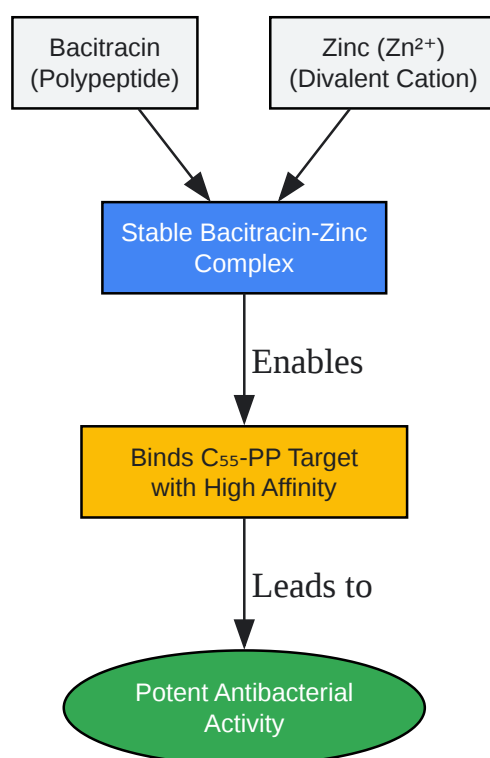 Bacitracin
(Polypeptide)
Zinc (Zn²⁺)
(Divalent Cation)
Stable Bacitracin-Zinc
Complex
Enables
Binds C₅₅-PP Target
with High Affinity
Leads to
Potent Antibacterial
Activity